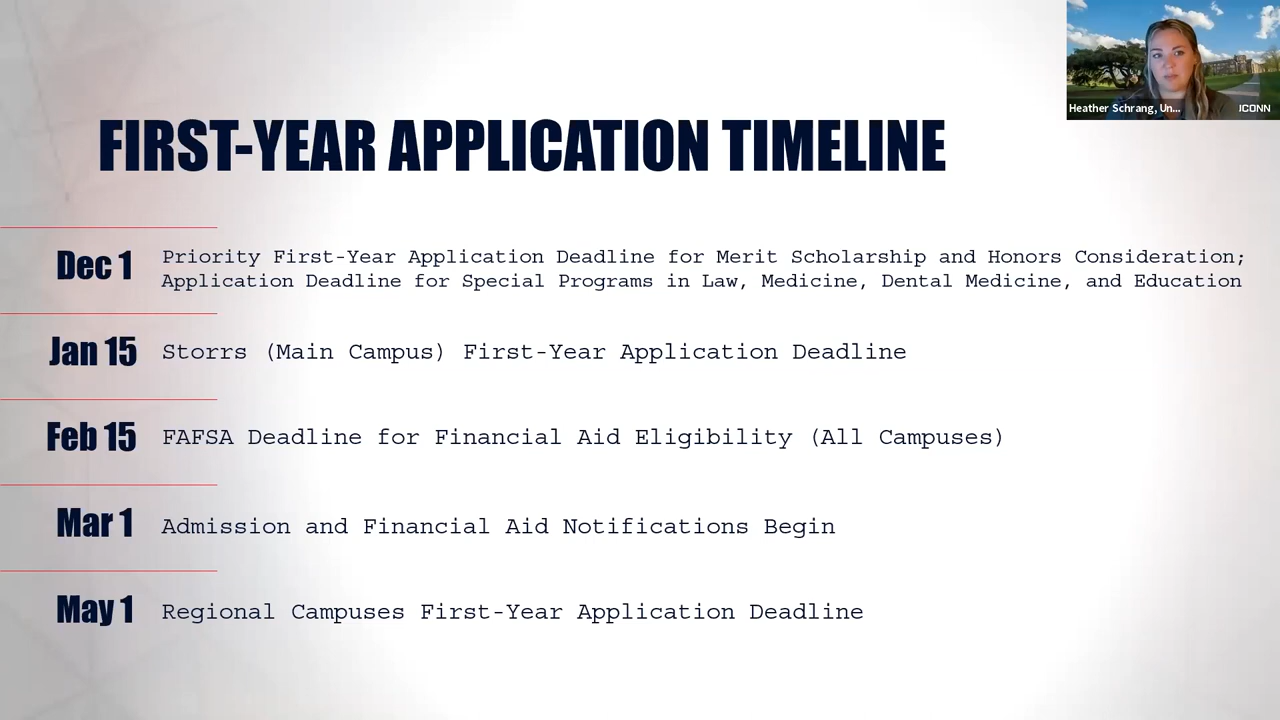 Heather Schrang, Un...
ICONN
FIRST-YEAR APPLICATION TIMELINE
Dec 1
Priority First-Year Application Deadline for Merit Scholarship and Honors Consideration;
Application Deadline for Special Programs in Law, Medicine, Dental Medicine, and Education
Jan 15
Storrs (Main Campus) First-Year Application Deadline
Feb 15
FAFSA Deadline for Financial Aid Eligibility (All Campuses)
Mar 1
Admission and Financial Aid Notifications Begin
May 1
Regional Campuses First-Year Application Deadline